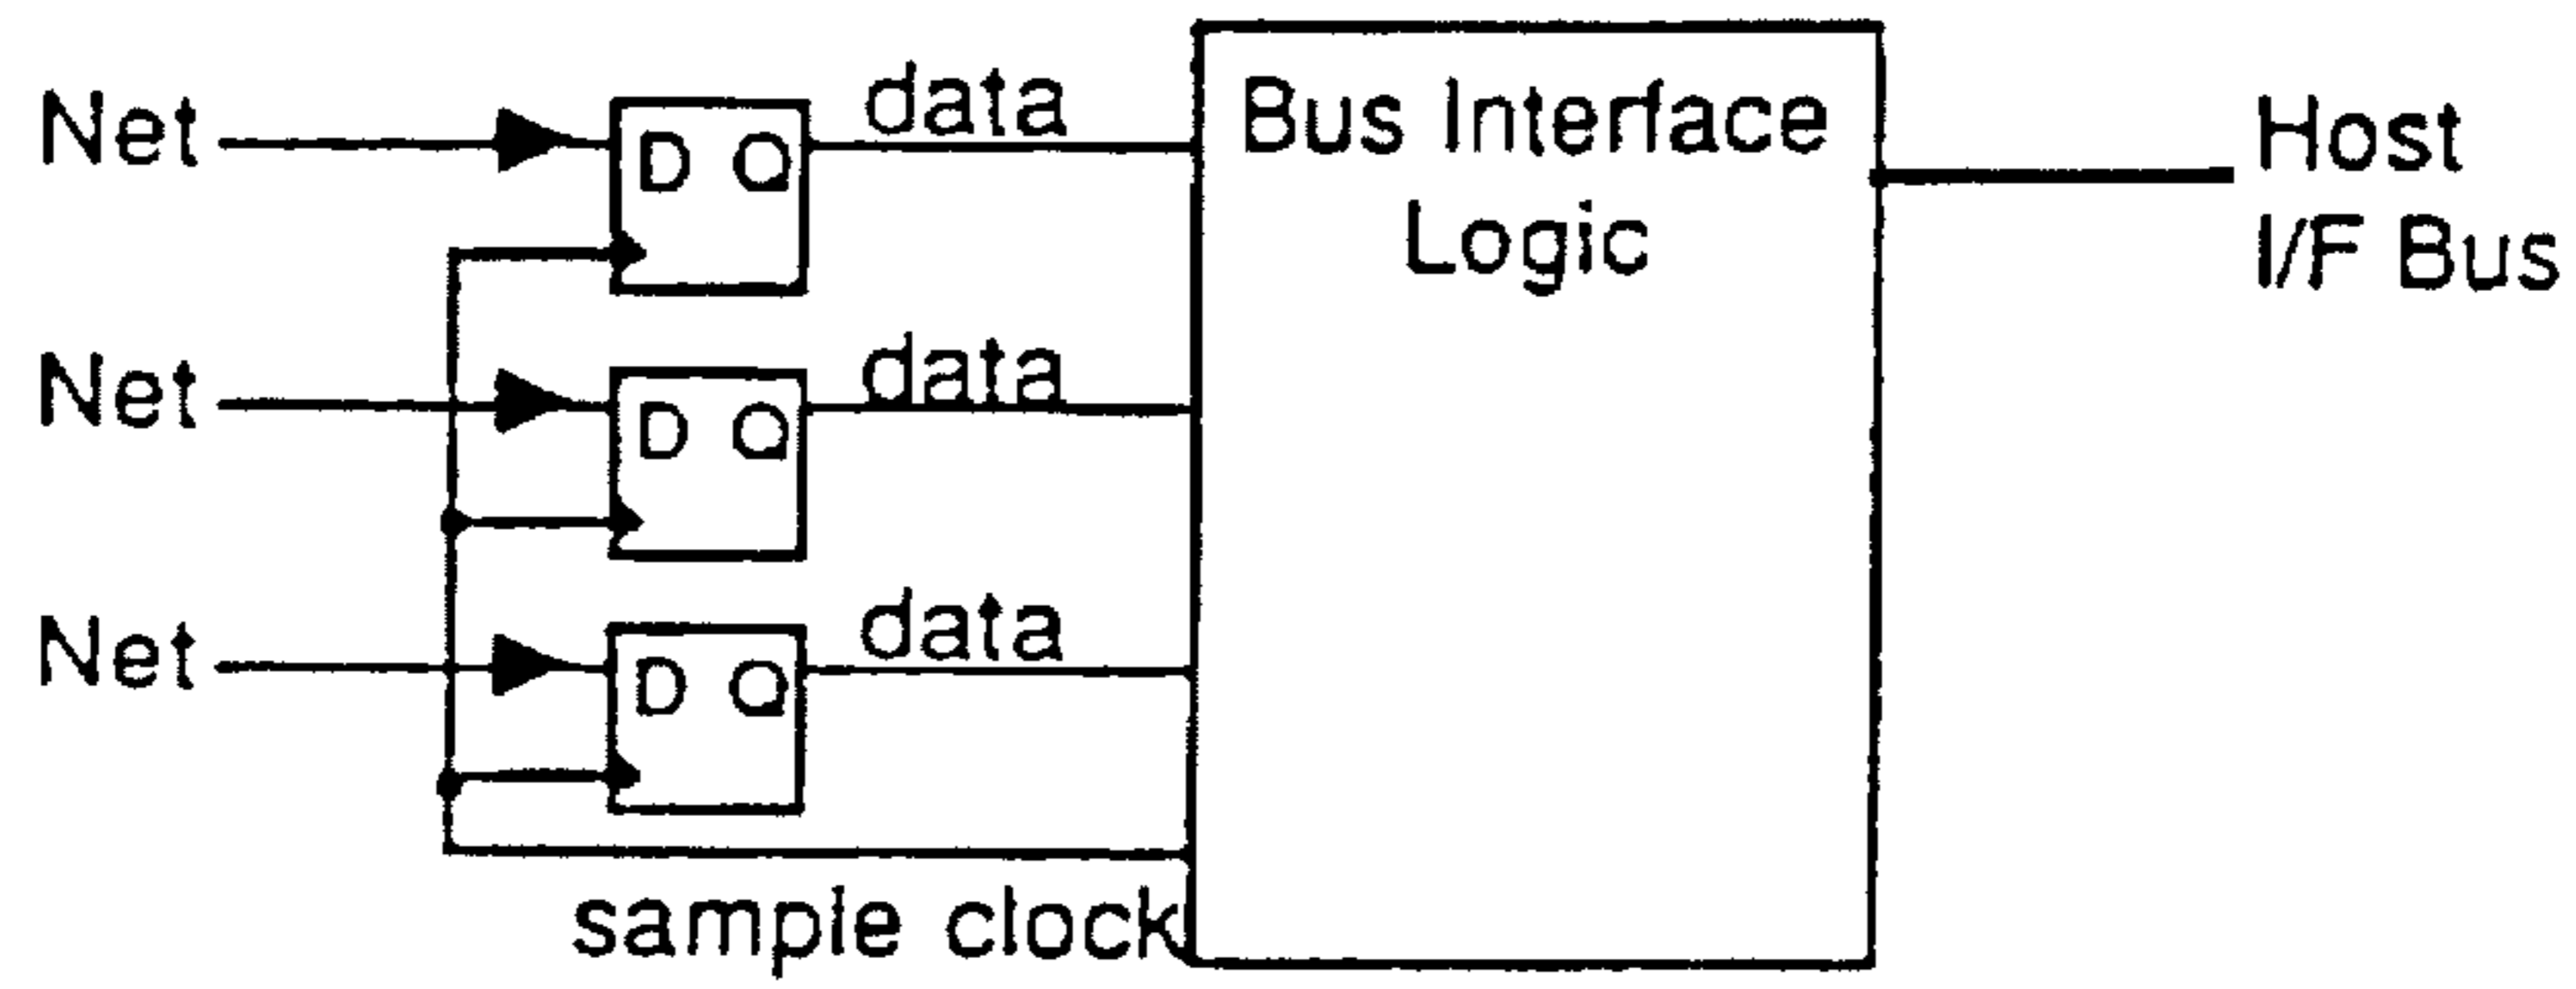 Net
D Q
data
Bus Interface
Logic
Host
I/F Bus
Net
D Q
data
Net
D Q
data
sample clock